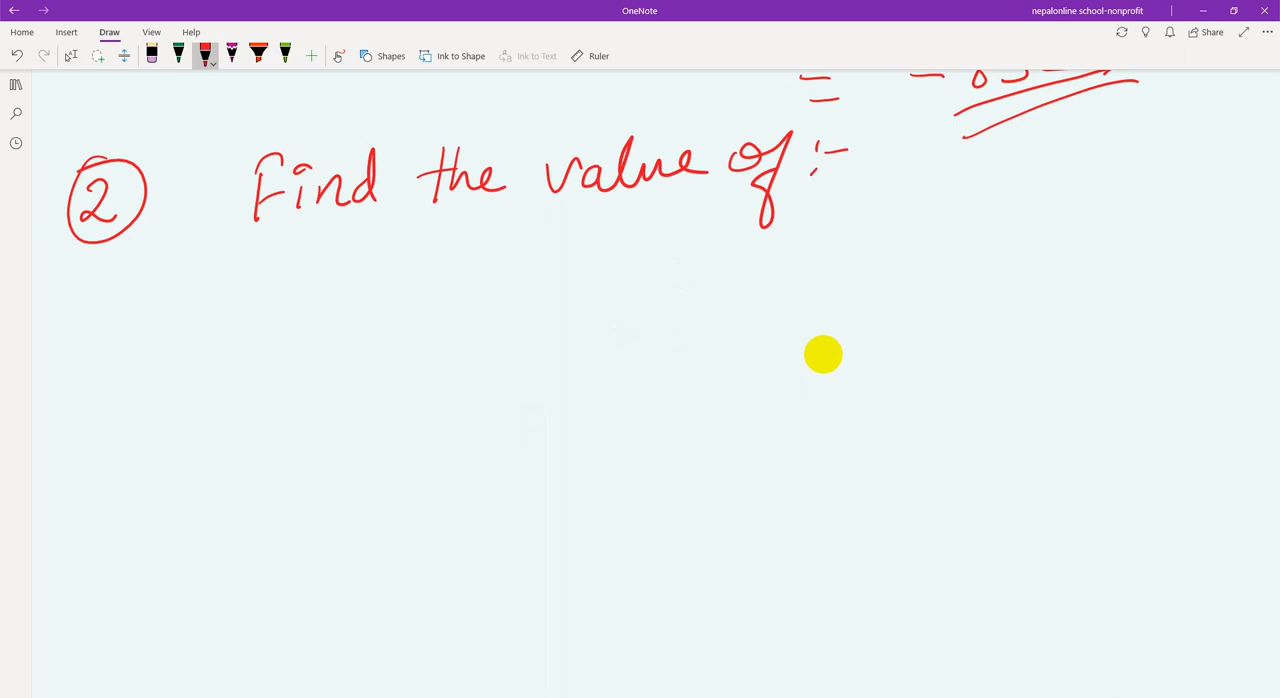 OneNote
nepalonline school-nonprofit
Home Insert Draw View Help
Share
Shapes Ink to Shape Ink to Text Ruler
= -
② Find the value of :-